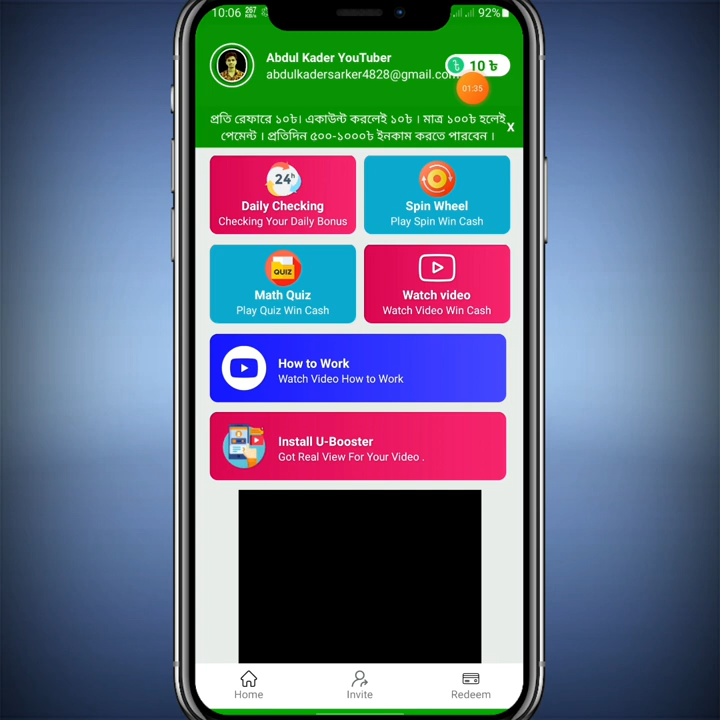 10:06 267 KB/s 92%
Abdul Kader YouTuber
abdulkadersarker4828@gmail.com
10 ৳
01:35
প্রতি রেফারে ১০৳। একাউন্ট করলেই ১০৳ । মাত্র ১০০৳ হলেই
পেমেন্ট । প্রতিদিন ৫০০-১০০০৳ ইনকাম করতে পারবেন ।
X
24h
Daily Checking
Checking Your Daily Bonus
Spin Wheel
Play Spin Win Cash
QUIZ
Math Quiz
Play Quiz Win Cash
Watch video
Watch Video Win Cash
How to Work
Watch Video How to Work
Install U-Booster
Got Real View For Your Video .
Home Invite Redeem